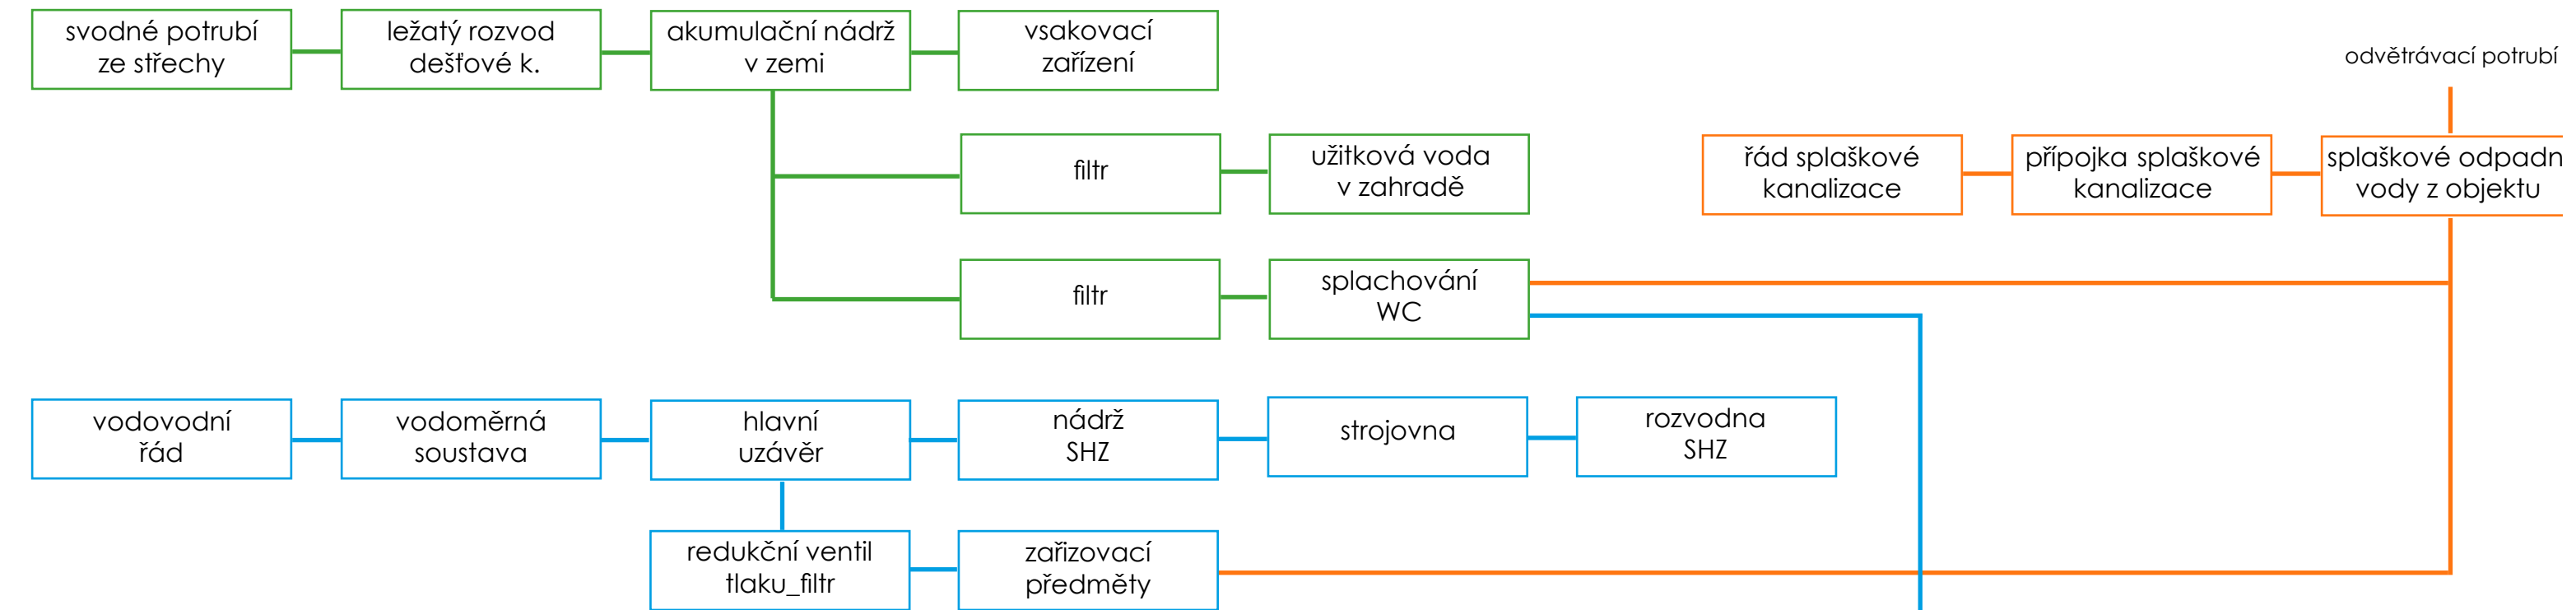 svodné potrubí
ze střechy
ležatý rozvod
dešťové k.
akumulační nádrž
v zemi
vsakovací
zařízení
odvětrávací potrubí
filtr
užitková voda
v zahradě
řád splaškové
kanalizace
přípojka splaškové
kanalizace
splaškové odpadn
vody z objektu
filtr
splachování
WC
vodovodní
řád
vodoměrná
soustava
hlavní
uzávěr
nádrž
SHZ
strojovna
rozvodna
SHZ
redukční ventil
tlaku_filtr
zařizovací
předměty